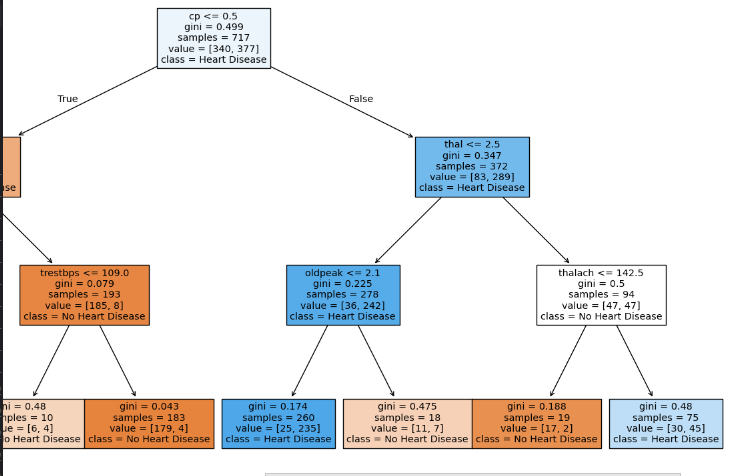 cp <= 0.5
gini = 0.499
samples = 717
value = [340, 377]
class = Heart Disease
True
False
thal <= 2.5
gini = 0.347
samples = 372
value = [83, 289]
class = Heart Disease
trestbps <= 109.0
gini = 0.079
samples = 193
value = [185, 8]
class = No Heart Disease
oldpeak <= 2.1
gini = 0.225
samples = 278
value = [36, 242]
class = Heart Disease
thalach <= 142.5
gini = 0.5
samples = 94
value = [47, 47]
class = No Heart Disease
= 0.48
= 10
= [6, 4]
Heart Disease
gini = 0.043
samples = 183
value = [179, 4]
class = No Heart Disease
gini = 0.174
samples = 260
value = [25, 235]
class = Heart Disease
gini = 0.475
samples = 18
value = [11, 7]
class = No Heart Disease
gini = 0.188
samples = 19
value = [17, 2]
class = No Heart Disease
gini = 0.48
samples = 75
value = [30, 45]
class = Heart Disease